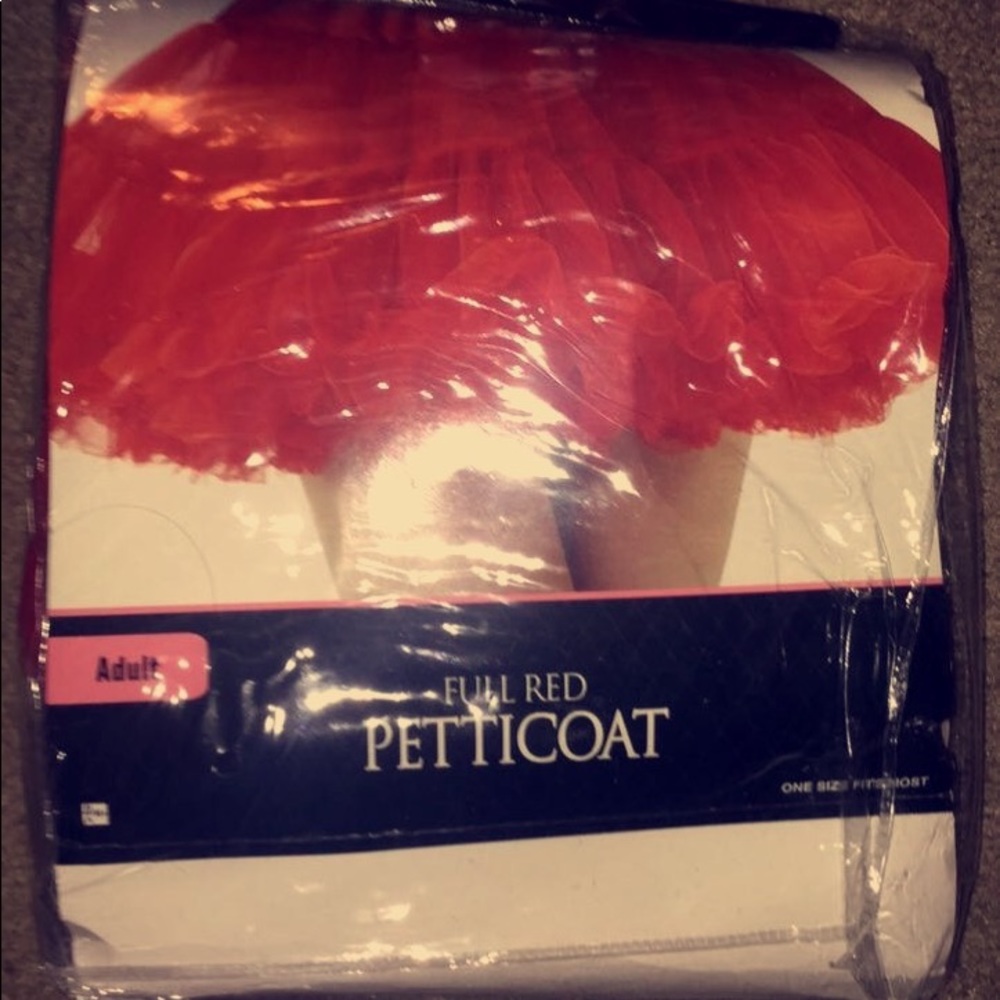 Adult
FULL RED
PETTICOAT
ONE SIZE FITS MOST